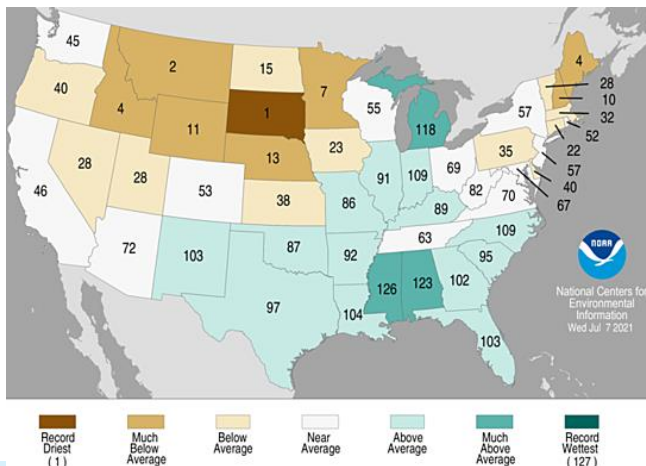 45
2
15
7
4
28
10
32
52
22
57
40
67
40
4
11
1
55
118
57
13
23
35
28
28
53
38
86
91
109
69
82
70
46
89
72
103
87
92
63
109
95
97
104
126
123
102
103
NOAA
National Centers for
Environmental
Information
Wed Jul 7 2021
Record
Driest
(1)
Much
Below
Average
Below
Average
Near
Average
Above
Average
Much
Above
Average
Record
Wettest
(127)